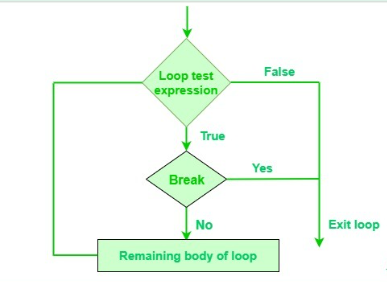 Loop test
expression
False
True
Break
Yes
No
Exit loop
Remaining body of loop